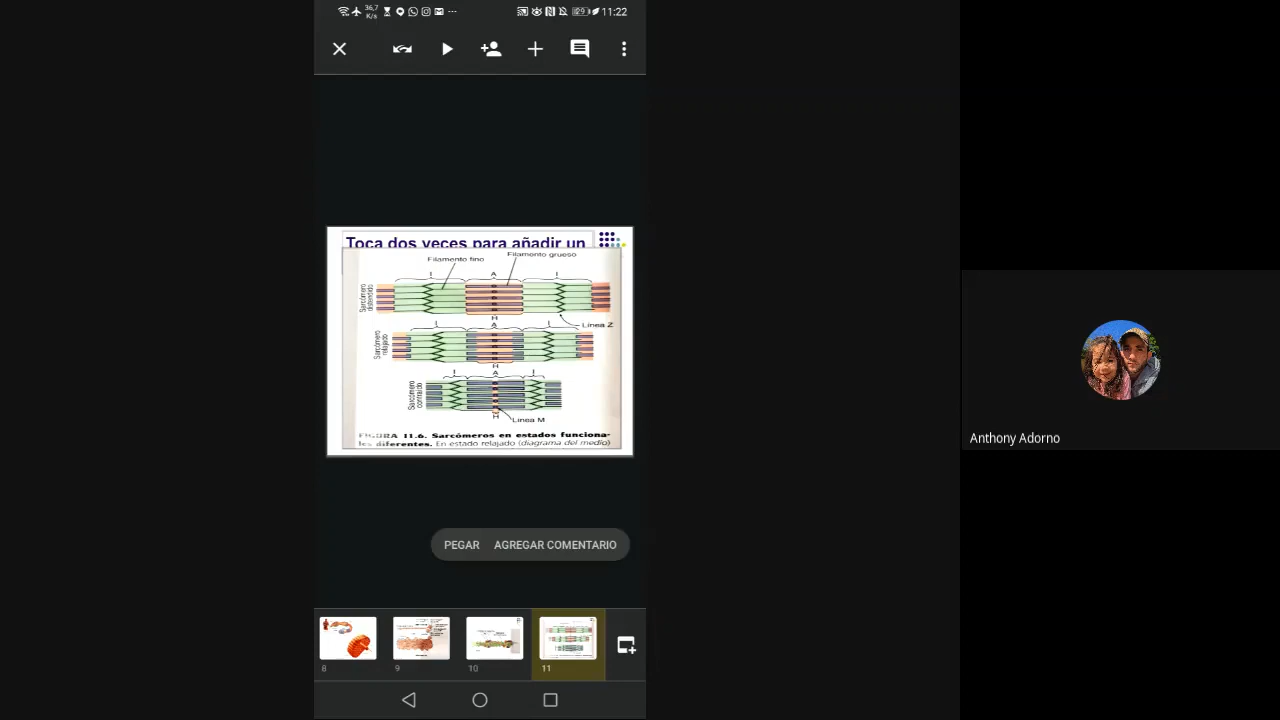 36,7
K/s
11:22
Toca dos veces para añadir un
Filamento fino
Filamento grueso
I
A
I
Sarcómero
distendido
H
Línea Z
I
A
I
Sarcómero
relajado
H
I
A
I
Sarcómero
contraído
H
Línea M
FIGURA 11.6. Sarcómeros en estados funciona-
les diferentes. En estado relajado (diagrama del medio)
PEGAR
AGREGAR COMENTARIO
8
9
10
11
Anthony Adorno